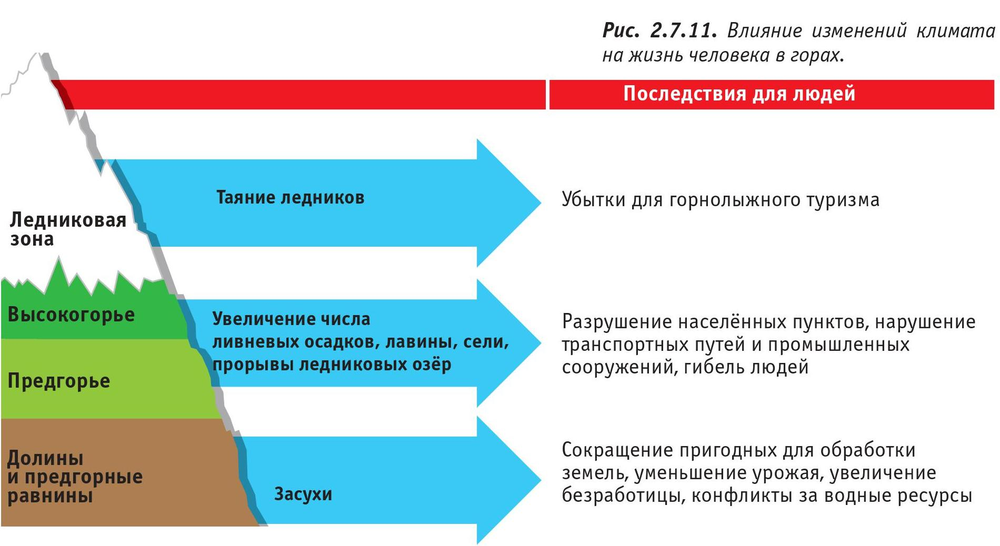 Рис. 2.7.11. Влияние изменений климата
на жизнь человека в горах.
Последствия для людей
Ледниковая
зона
Таяние ледников
Убытки для горнолыжного туризма
Высокогорье
Предгорье
Увеличение числа
ливневых осадков, лавины, сели,
прорывы ледниковых озёр
Разрушение населённых пунктов, нарушение
транспортных путей и промышленных
сооружений, гибель людей
Долины
и предгорные
равнины
Засухи
Сокращение пригодных для обработки
земель, уменьшение урожая, увеличение
безработицы, конфликты за водные ресурсы